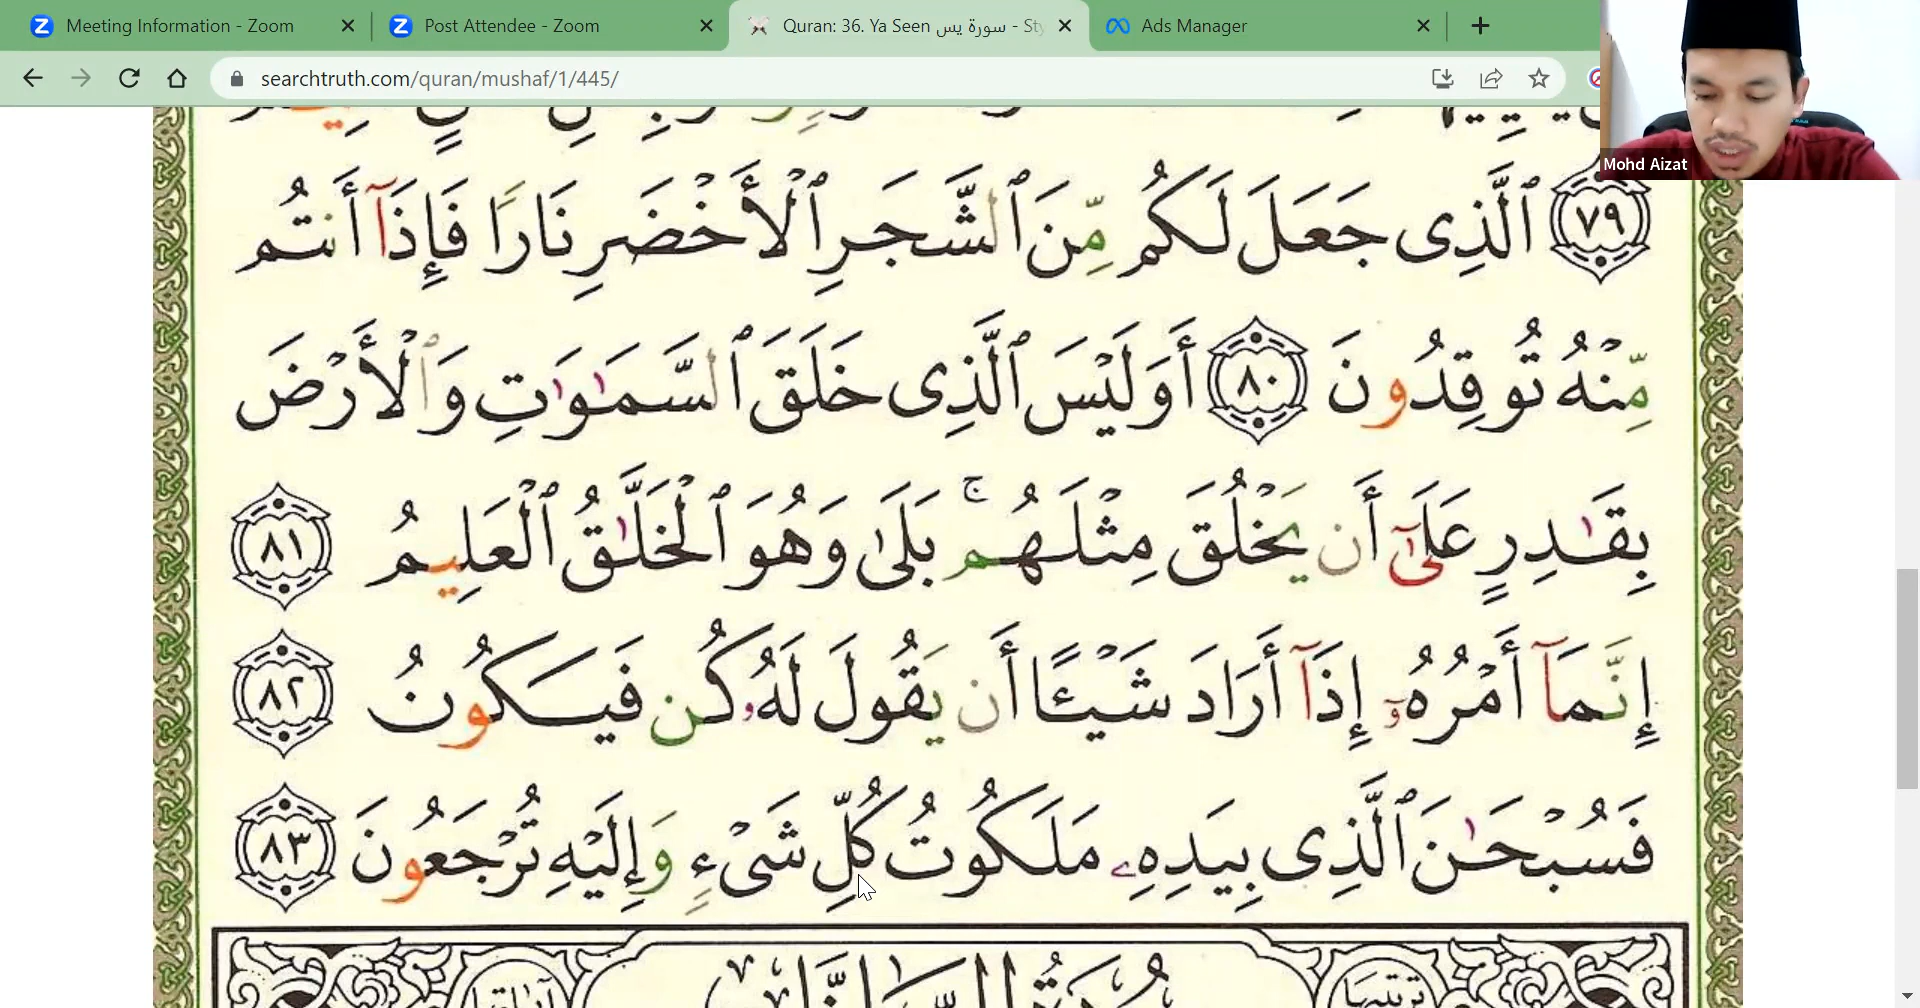 Meeting Information - Zoom
Post Attendee - Zoom
Quran: 36. Ya Seen سورة يس - Sty
Ads Manager
searchtruth.com/quran/mushaf/1/445/
Mohd Aizat
٧٩ ٱلَّذِى جَعَلَ لَكُم مِّنَ ٱلشَّجَرِ ٱلْأَخْضَرِ نَارًا فَإِذَآ أَنتُم
مِّنْهُ تُوقِدُونَ ٨٠ أَوَلَيْسَ ٱلَّذِى خَلَقَ ٱلسَّمَٰوَٰتِ وَٱلْأَرْضَ
بِقَٰدِرٍ عَلَىٰٓ أَن يَخْلُقَ مِثْلَهُم ۚ بَلَىٰ وَهُوَ ٱلْخَلَّٰقُ ٱلْعَلِيمُ ٨١
إِنَّمَآ أَمْرُهُۥٓ إِذَآ أَرَادَ شَيْـًٔا أَن يَقُولَ لَهُۥ كُن فَيَكُونُ ٨٢
فَسُبْحَٰنَ ٱلَّذِى بِيَدِهِۦ مَلَكُوتُ كُلِّ شَىْءٍ وَإِلَيْهِ تُرْجَعُونَ ٨٣